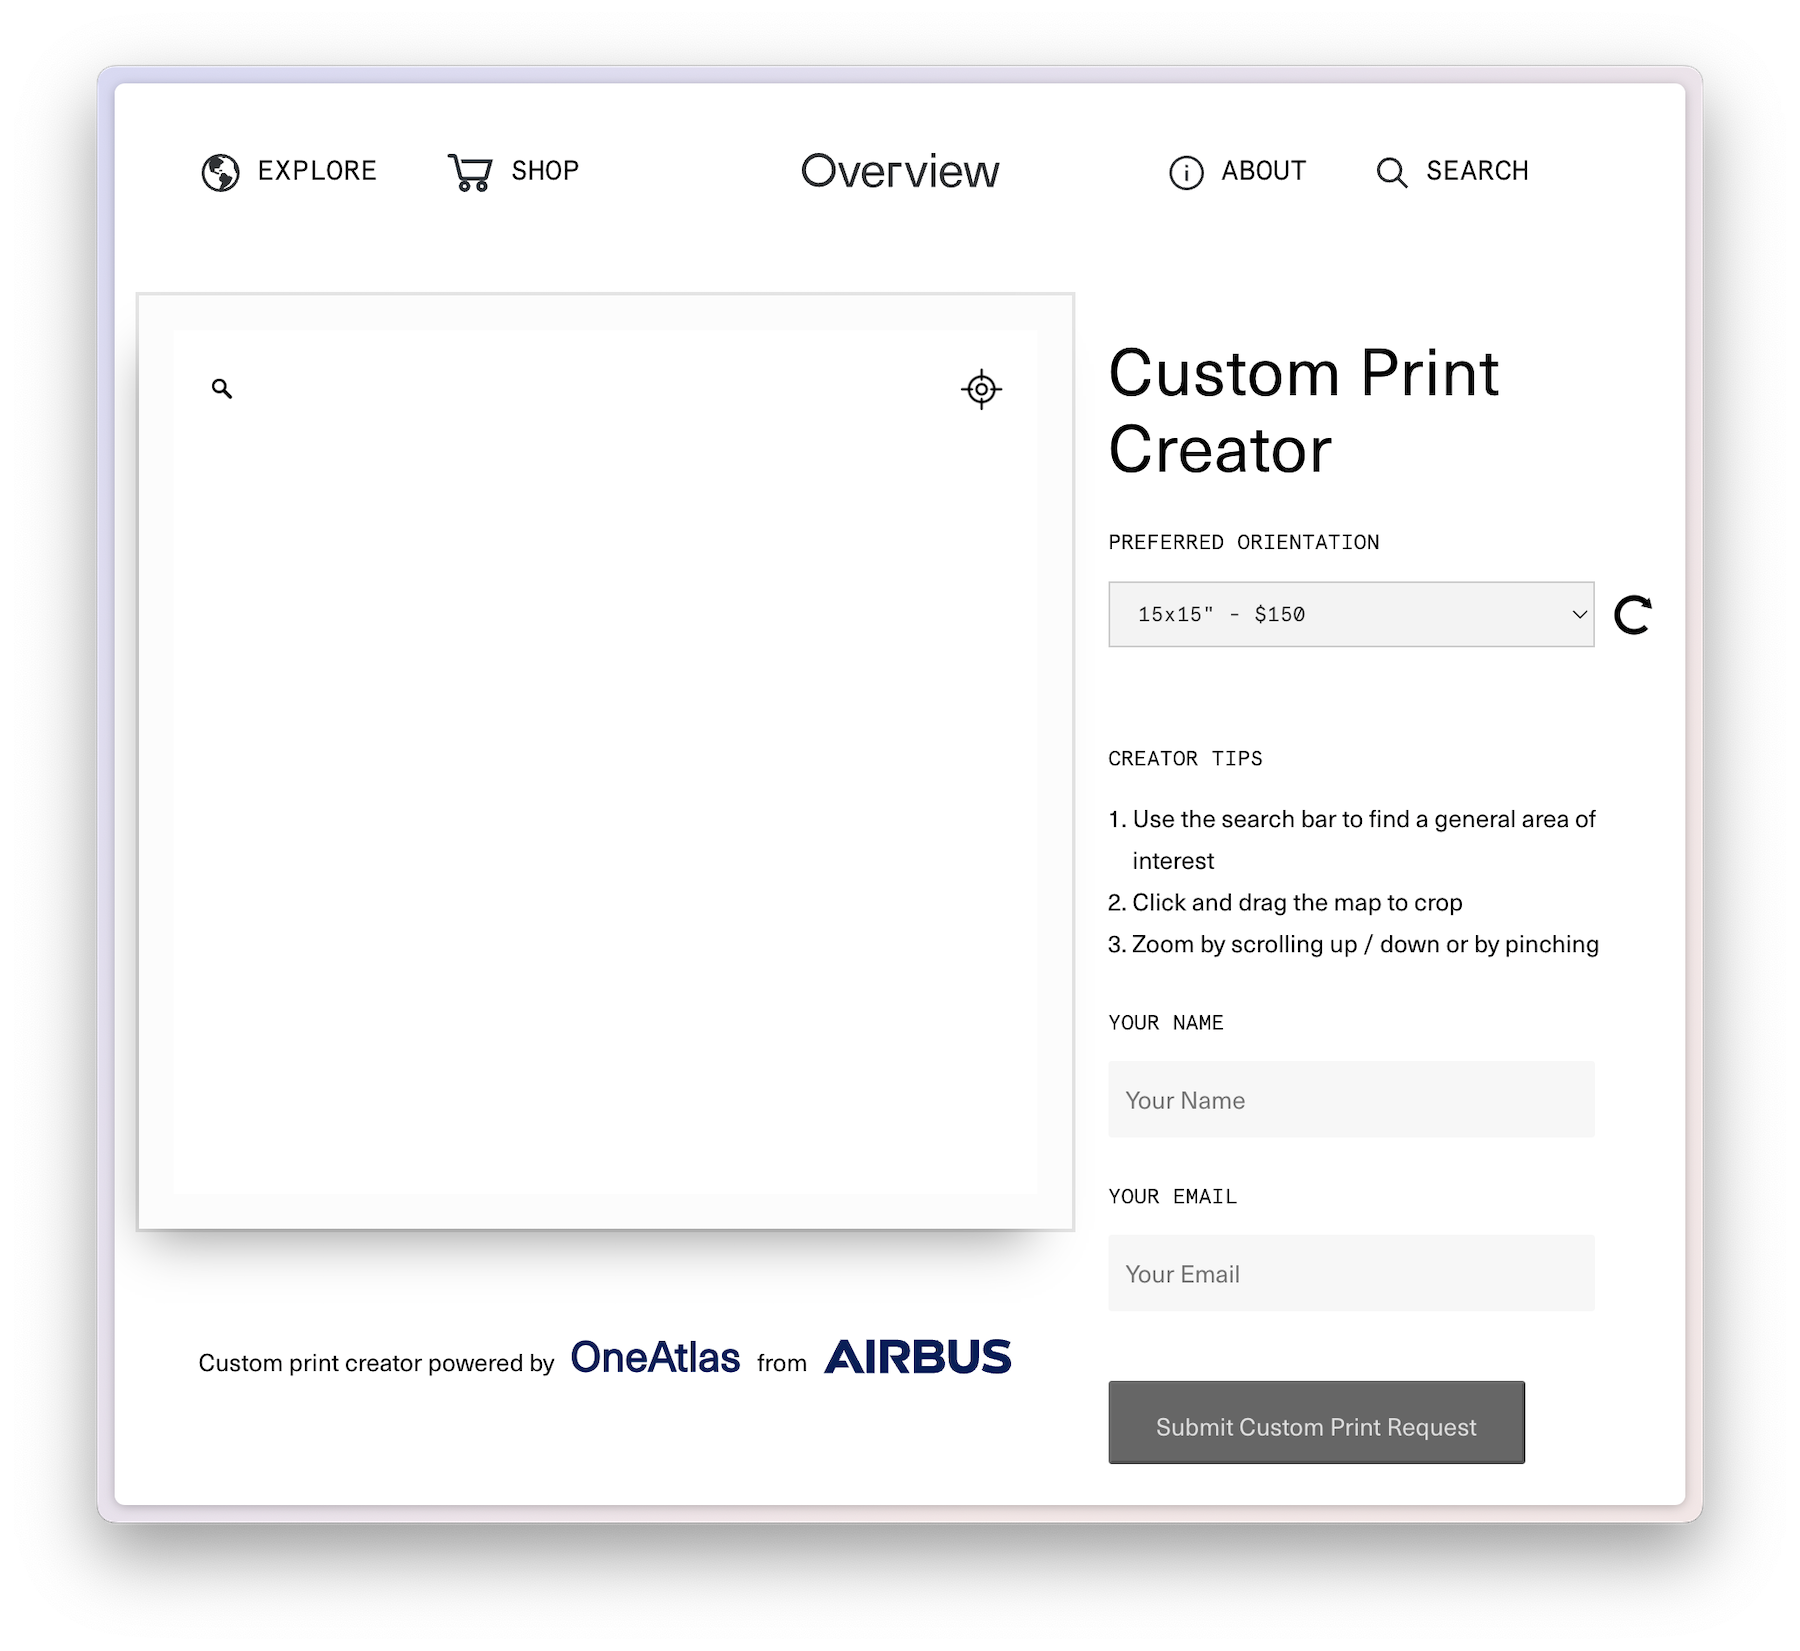 EXPLORE
SHOP
Overview
ABOUT
SEARCH
Custom Print
Creator
PREFERRED ORIENTATION
15x15" - $150
CREATOR TIPS
1. Use the search bar to find a general area of
interest
2. Click and drag the map to crop
3. Zoom by scrolling up / down or by pinching
YOUR NAME
Your Name
YOUR EMAIL
Your Email
Submit Custom Print Request
Custom print creator powered by OneAtlas from AIRBUS